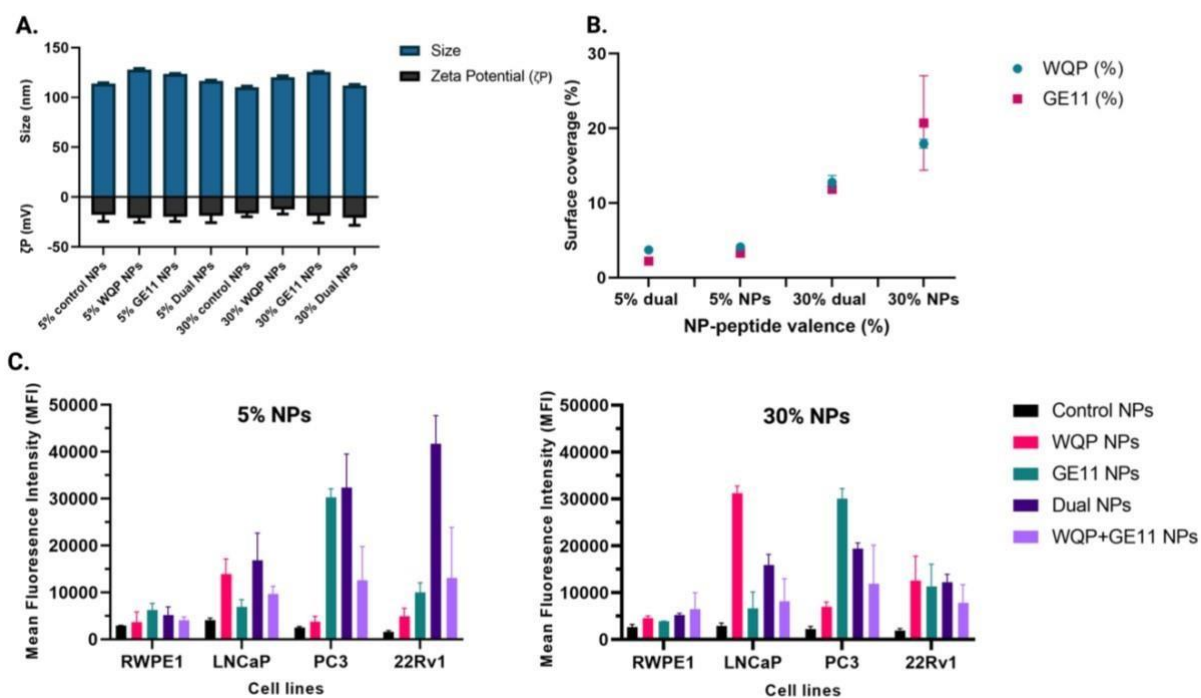 A.
150
100
50
0
-50
Size (nm)
ζP (mV)
Size
Zeta Potential (ζP)
5% control NPs
5% WQP NPs
5% GE11 NPs
5% Dual NPs
30% control NPs
30% WQP NPs
30% GE11 NPs
30% Dual NPs
B.
30
20
10
0
Surface coverage (%)
5% dual
5% NPs
30% dual
30% NPs
NP-peptide valence (%)
WQP (%)
GE11 (%)
C.
Mean Fluoresence Intensity (MFI)
50000
40000
30000
20000
10000
0
5% NPs
RWPE1
LNCaP
PC3
22Rv1
Cell lines
Mean Fluoresence Intensity (MFI)
50000
40000
30000
20000
10000
0
30% NPs
RWPE1
LNCaP
PC3
22Rv1
Cell lines
Control NPs
WQP NPs
GE11 NPs
Dual NPs
WQP+GE11 NPs